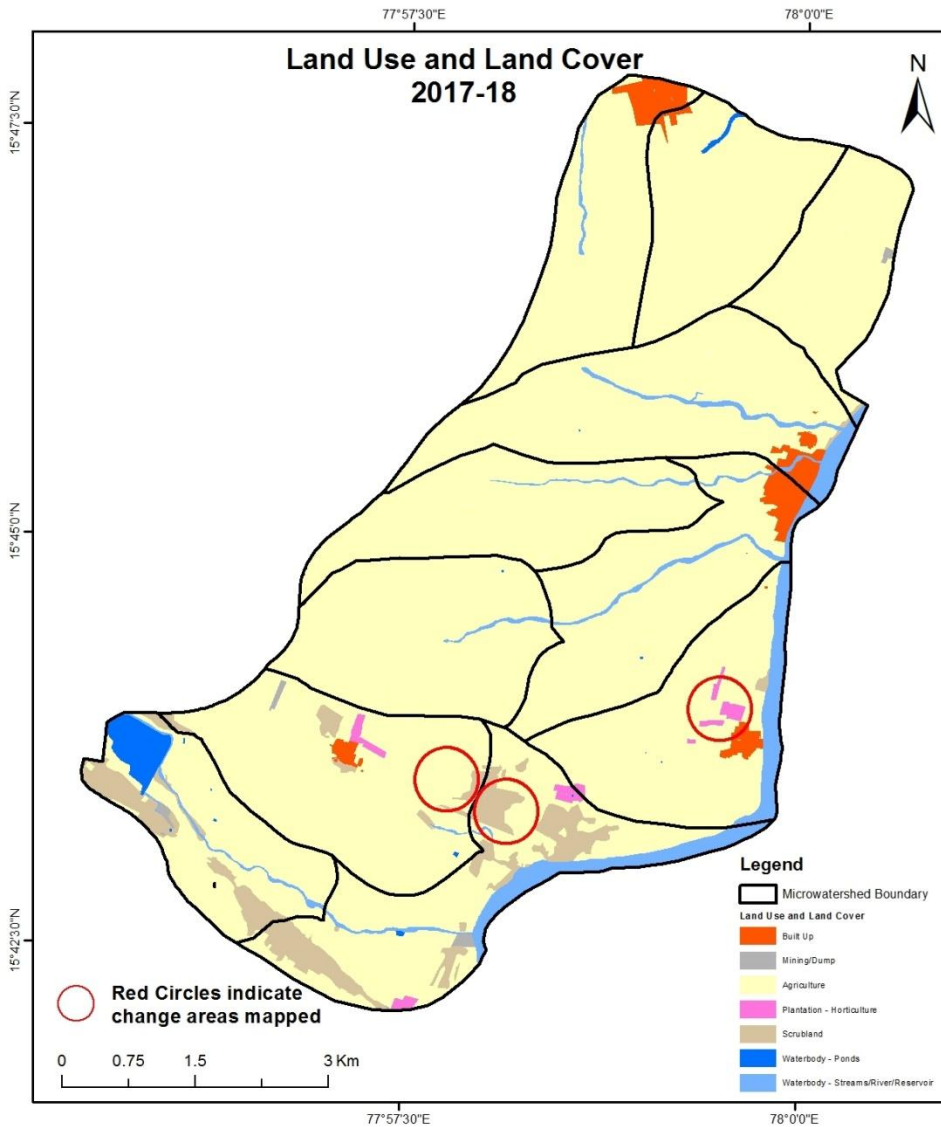 77°57'30"E
78°0'0"E
Land Use and Land Cover
2017-18
N
15°47'30"N
15°45'0"N
15°42'30"N
Legend
Microwatershed Boundary
Land Use and Land Cover
Built Up
Mining/Dump
Agriculture
Plantation - Horticulture
Scrubland
Waterbody - Ponds
Waterbody - Streams/River/Reservoir
Red Circles indicate
change areas mapped
0 0.75 1.5 3 Km
77°57'30"E
78°0'0"E